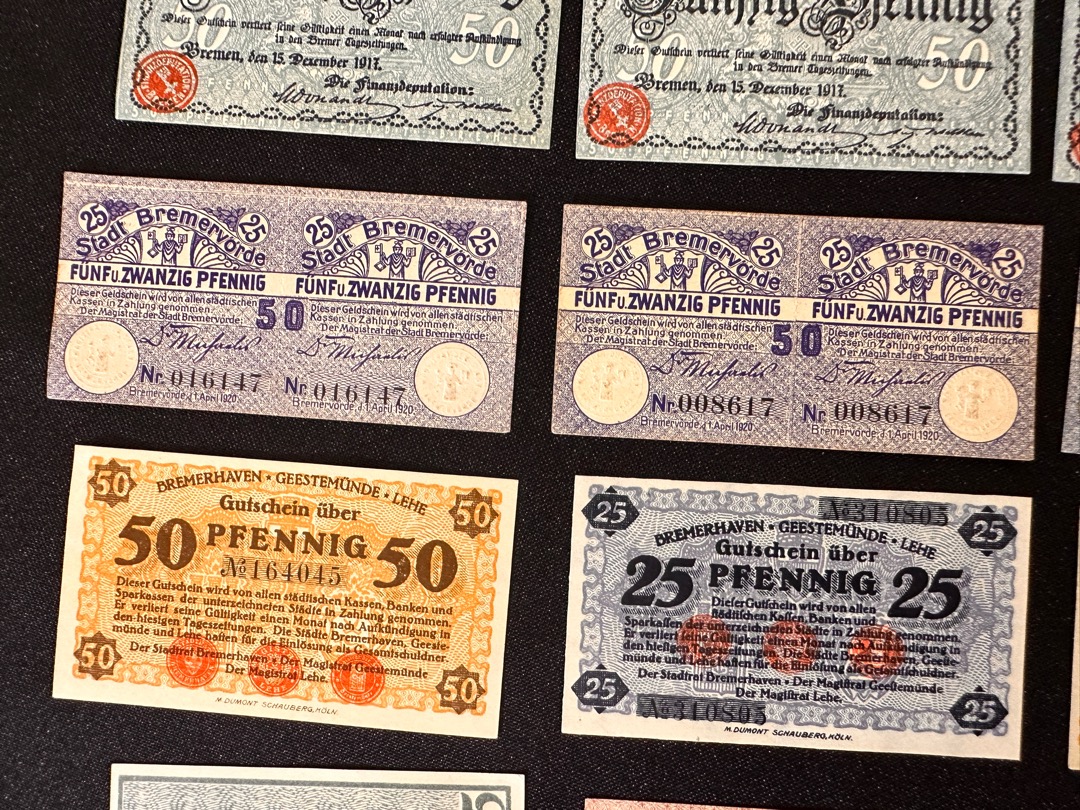 50 50
Dieser Gutschein verliert seine Gültigkeit einen Monat nach erfolgter Aufkündigung
in den Bremer Tageszeitungen.
Bremen, den 15. Dezember 1917.
Die Finanzdeputation:
Fünfzig Pfennig
50 50
Dieser Gutschein verliert seine Gültigkeit einen Monat nach erfolgter Aufkündigung
in den Bremer Tageszeitungen.
Bremen, den 15. Dezember 1917.
Die Finanzdeputation:
25 25
Stadt Bremervörde
FÜNF u. ZWANZIG PFENNIG
Dieser Geldschein wird von allen städtischen
Kassen in Zahlung genommen.
Der Magistrat der Stadt Bremervörde:
Nr. 016147
Bremervörde, d. 1. April 1920.
50
25 25
Stadt Bremervörde
FÜNF u. ZWANZIG PFENNIG
Dieser Geldschein wird von allen städtischen
Kassen in Zahlung genommen.
Der Magistrat der Stadt Bremervörde:
Nr. 016147
Bremervörde, d. 1. April 1920.
25 25
Stadt Bremervörde
FÜNF u. ZWANZIG PFENNIG
Dieser Geldschein wird von allen städtischen
Kassen in Zahlung genommen.
Der Magistrat der Stadt Bremervörde:
Nr. 008617
Bremervörde, d. 1. April 1920.
50
25 25
Stadt Bremervörde
FÜNF u. ZWANZIG PFENNIG
Dieser Geldschein wird von allen städtischen
Kassen in Zahlung genommen.
Der Magistrat der Stadt Bremervörde:
Nr. 008617
Bremervörde, d. 1. April 1920.
50 50
BREMERHAVEN • GEESTEMÜNDE • LEHE
Gutschein über
50 PFENNIG 50
№ 164045
Dieser Gutschein wird von allen städtischen Kassen, Banken und
Sparkassen der unterzeichneten Städte in Zahlung genommen.
Er verliert seine Gültigkeit einen Monat nach Aufkündigung in
den hiesigen Tageszeitungen. Die Städte Bremerhaven, Geeste-
münde und Lehe haften für die Einlösung als Gesamtschuldner.
Der Stadtrat Bremerhaven • Der Magistrat Geestemünde
Der Magistrat Lehe.
50 50
M. DUMONT SCHAUBERG, KÖLN.
№ 310805
25 25
BREMERHAVEN • GEESTEMÜNDE • LEHE
Gutschein über
25 PFENNIG 25
Dieser Gutschein wird von allen
städtischen Kassen, Banken und
Sparkassen der unterzeichneten Städte in Zahlung genommen.
Er verliert seine Gültigkeit einen Monat nach Aufkündigung in
den hiesigen Tageszeitungen. Die Städte Bremerhaven, Geeste-
münde und Lehe haften für die Einlösung als Gesamtschuldner.
Der Stadtrat Bremerhaven • Der Magistrat Geestemünde
Der Magistrat Lehe.
25 25
№ 310805
M. DUMONT SCHAUBERG, KÖLN.